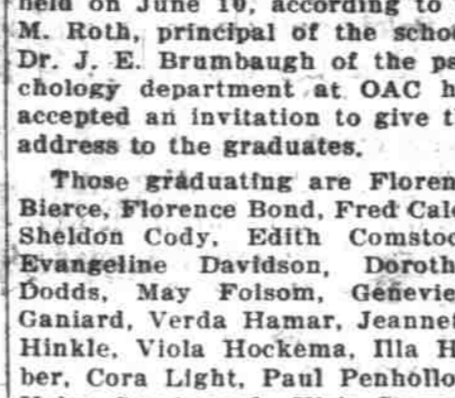 held on June 10, according to
M. Roth, principal of the scho
Dr. J. E. Brumbaugh of the ps
chology department at OAC h
accepted an invitation to give t
address to the graduates.
Those graduating are Floren
Bierce, Florence Bond, Fred Cal
Sheldon Cody, Edith Comstoc
Evangeline Davidson, Doroth
Dodds, May Folsom, Genevie
Ganiard, Verda Hamar, Jeannet
Hinkle, Viola Hockema, Illa H
ber, Cora Light, Paul Penhollo